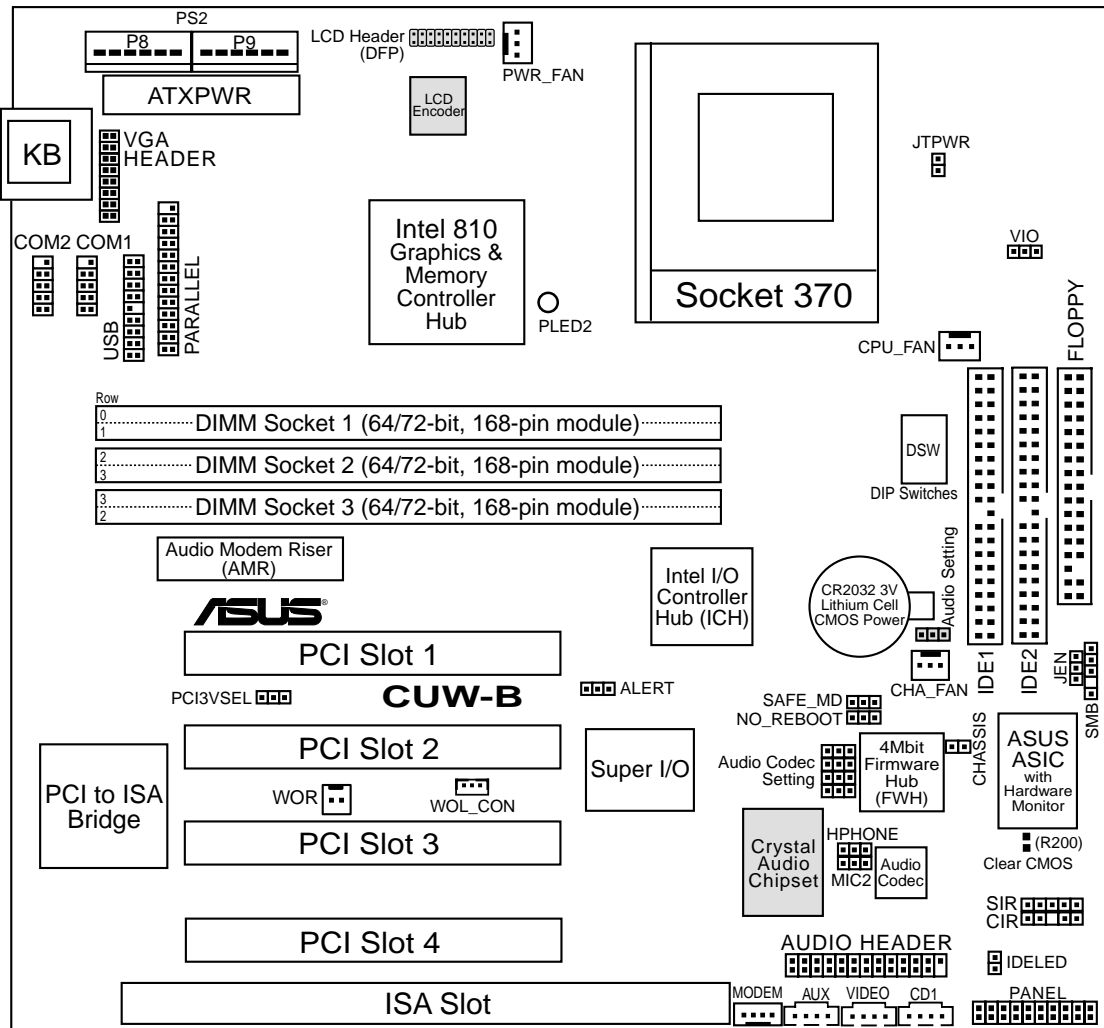 PS2
P8
P9
ATXPWR
LCD Header
(DFP)
PWR_FAN
LCD
Encoder
KB
VGA
HEADER
JTPWR
COM2
COM1
USB
PARALLEL
Intel 810
Graphics &
Memory
Controller
Hub
PLED2
Socket 370
VIO
CPU_FAN
FLOPPY
Row
0
1
DIMM Socket 1 (64/72-bit, 168-pin module)
2
3
DIMM Socket 2 (64/72-bit, 168-pin module)
3
2
DIMM Socket 3 (64/72-bit, 168-pin module)
DSW
DIP Switches
Audio Modem Riser
(AMR)
Intel I/O
Controller
Hub (ICH)
CR2032 3V
Lithium Cell
CMOS Power
Audio Setting
IDE1
IDE2
ASUS®
PCI Slot 1
PCI3VSEL
CUW-B
ALERT
CHA_FAN
JEN
SMB
SAFE_MD
NO_REBOOT
PCI Slot 2
Super I/O
Audio Codec
Setting
4Mbit
Firmware
Hub
(FWH)
CHASSIS
ASUS
ASIC
with
Hardware
Monitor
PCI to ISA
Bridge
WOR
WOL_CON
PCI Slot 3
Crystal
Audio
Chipset
HPHONE
MIC2
Audio
Codec
(R200)
Clear CMOS
SIR
CIR
PCI Slot 4
AUDIO HEADER
IDELED
ISA Slot
MODEM
AUX
VIDEO
CD1
PANEL